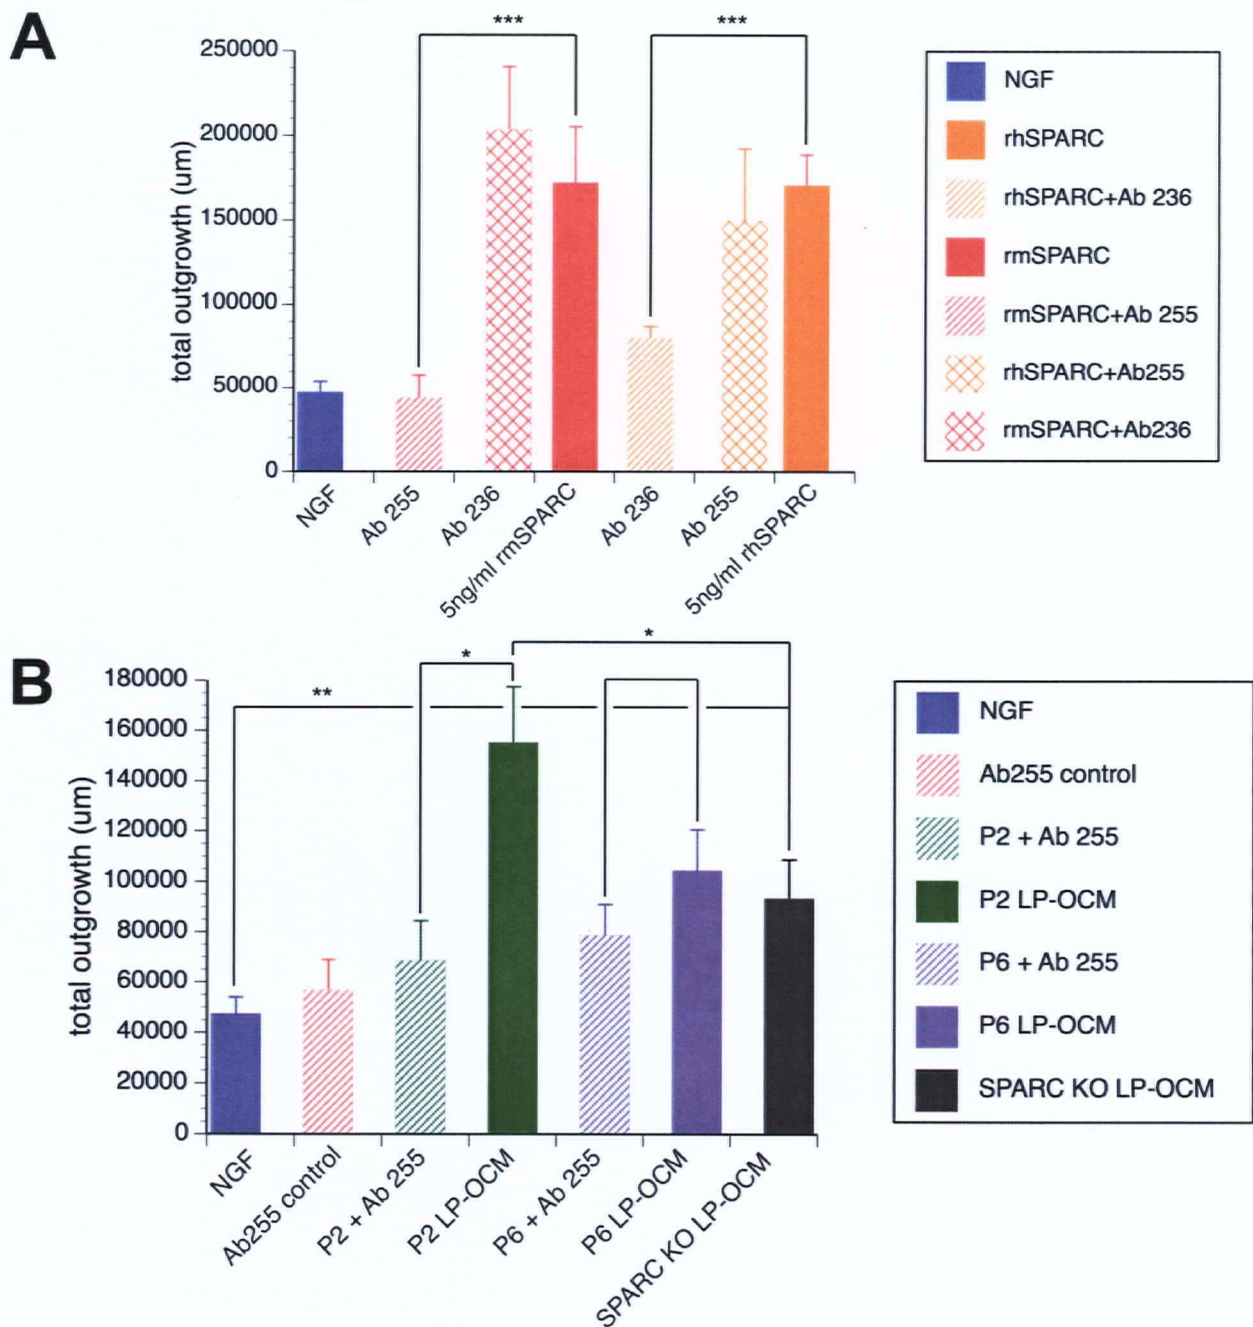 A
***
***
250000
200000
150000
100000
50000
0
total outgrowth (um)
NGF
Ab 255
Ab 236
5ng/ml rmSPARC
Ab 236
Ab 255
5ng/ml rhSPARC
NGF
rhSPARC
rhSPARC+Ab 236
rmSPARC
rmSPARC+Ab 255
rhSPARC+Ab255
rmSPARC+Ab236
B
*
*
**
180000
160000
140000
120000
100000
80000
60000
40000
20000
0
total outgrowth (um)
NGF
Ab255 control
P2 + Ab 255
P2 LP-OCM
P6 + Ab 255
P6 LP-OCM
SPARC KO LP-OCM
NGF
Ab255 control
P2 + Ab 255
P2 LP-OCM
P6 + Ab 255
P6 LP-OCM
SPARC KO LP-OCM